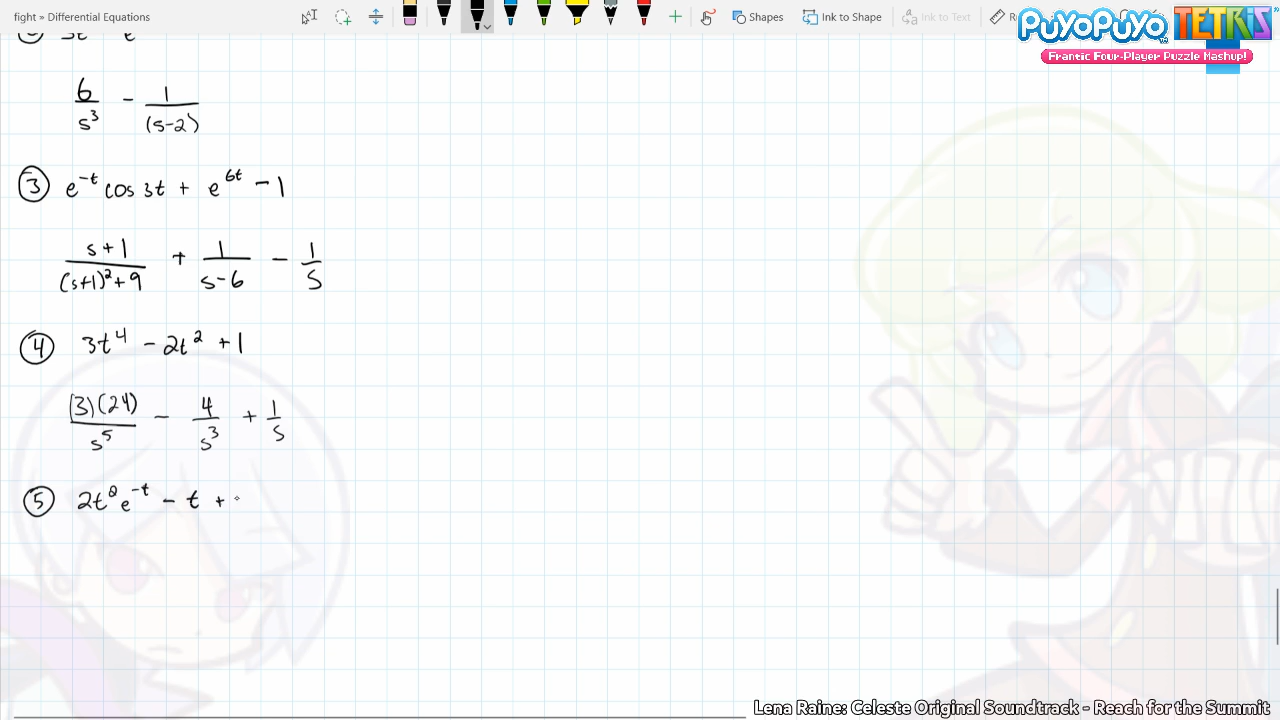 fight » Differential Equations
Shapes
Ink to Shape
Ink to Text
PuyoPuyo TETRIS
Frantic Four-Player Puzzle Mashup!
6/s³ - 1/(s-2)
③ e^{-t} cos 3t + e^{6t} - 1
(s+1)/((s+1)²+9) + 1/(s-6) - 1/s
④ 3t⁴ - 2t² + 1
(3)(24)/s⁵ - 4/s³ + 1/s
⑤ 2t² e^{-t} - t +
Lena Raine: Celeste Original Soundtrack - Reach for the Summit